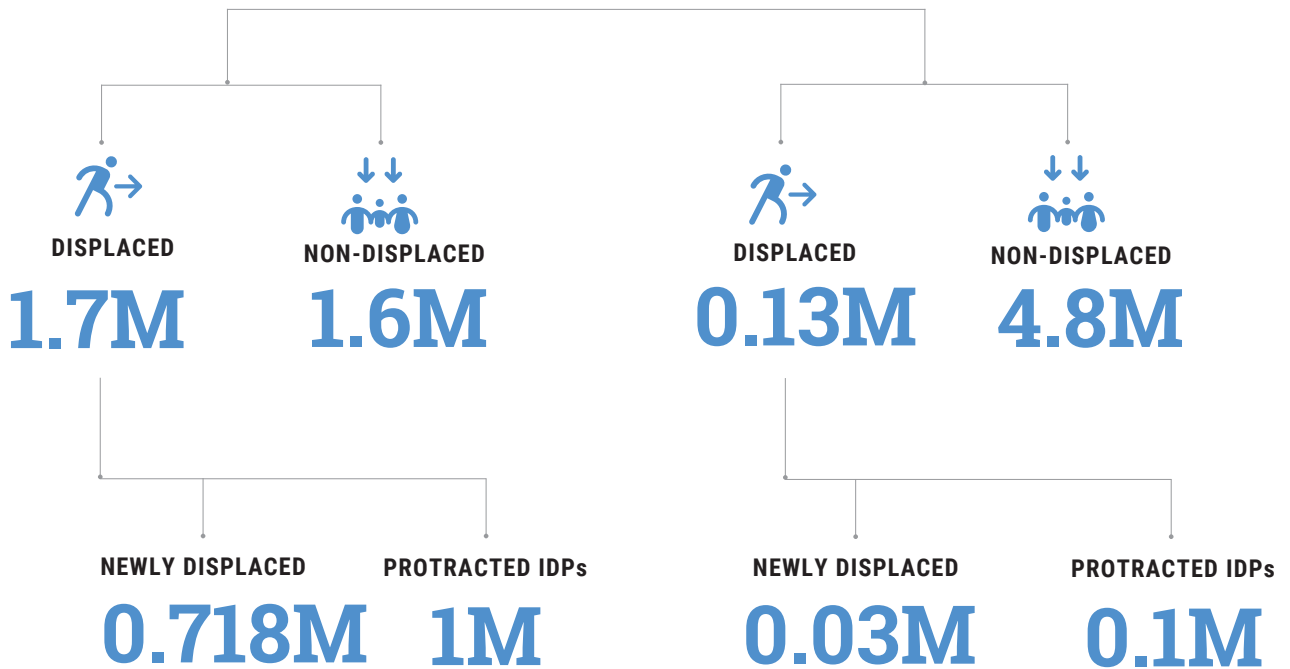 DISPLACED
NON-DISPLACED
DISPLACED
NON-DISPLACED
1.7M
1.6M
0.13M
4.8M
NEWLY DISPLACED
PROTRACTED IDPs
NEWLY DISPLACED
PROTRACTED IDPs
0.718M
1M
0.03M
0.1M